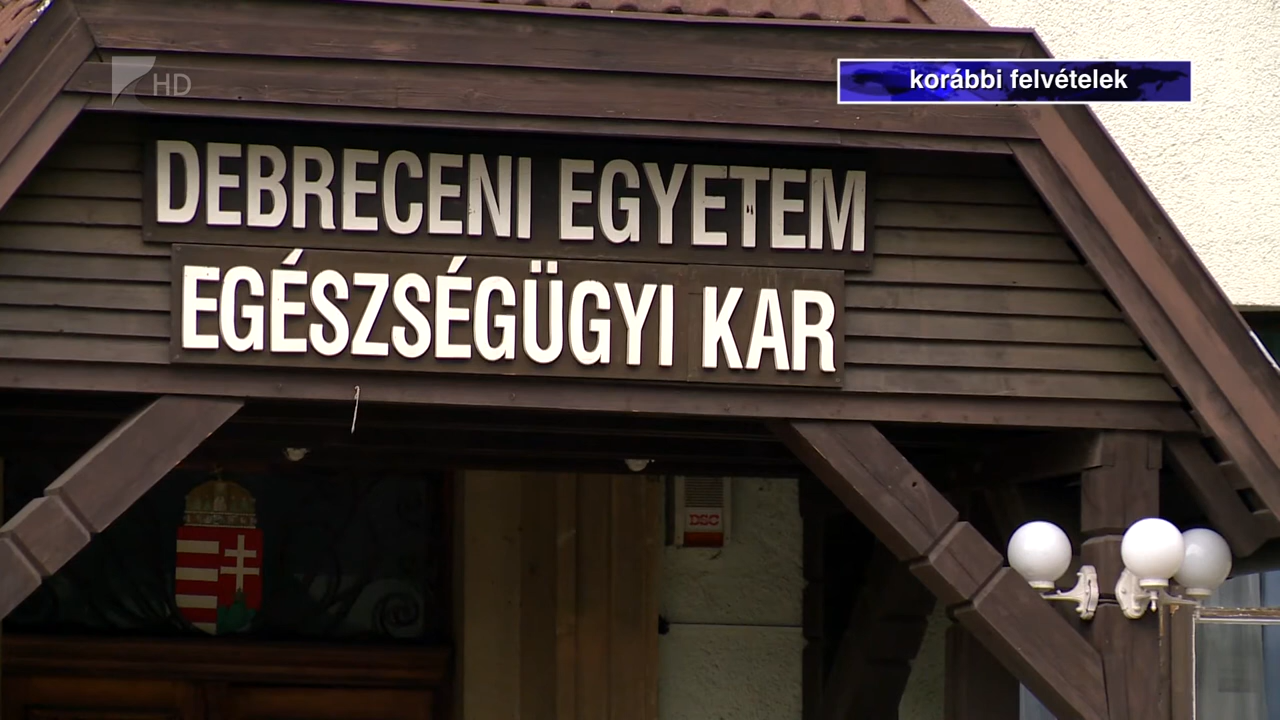 HD
korábbi felvételek
DEBRECENI EGYETEM
EGÉSZSÉGÜGYI KAR
DSC